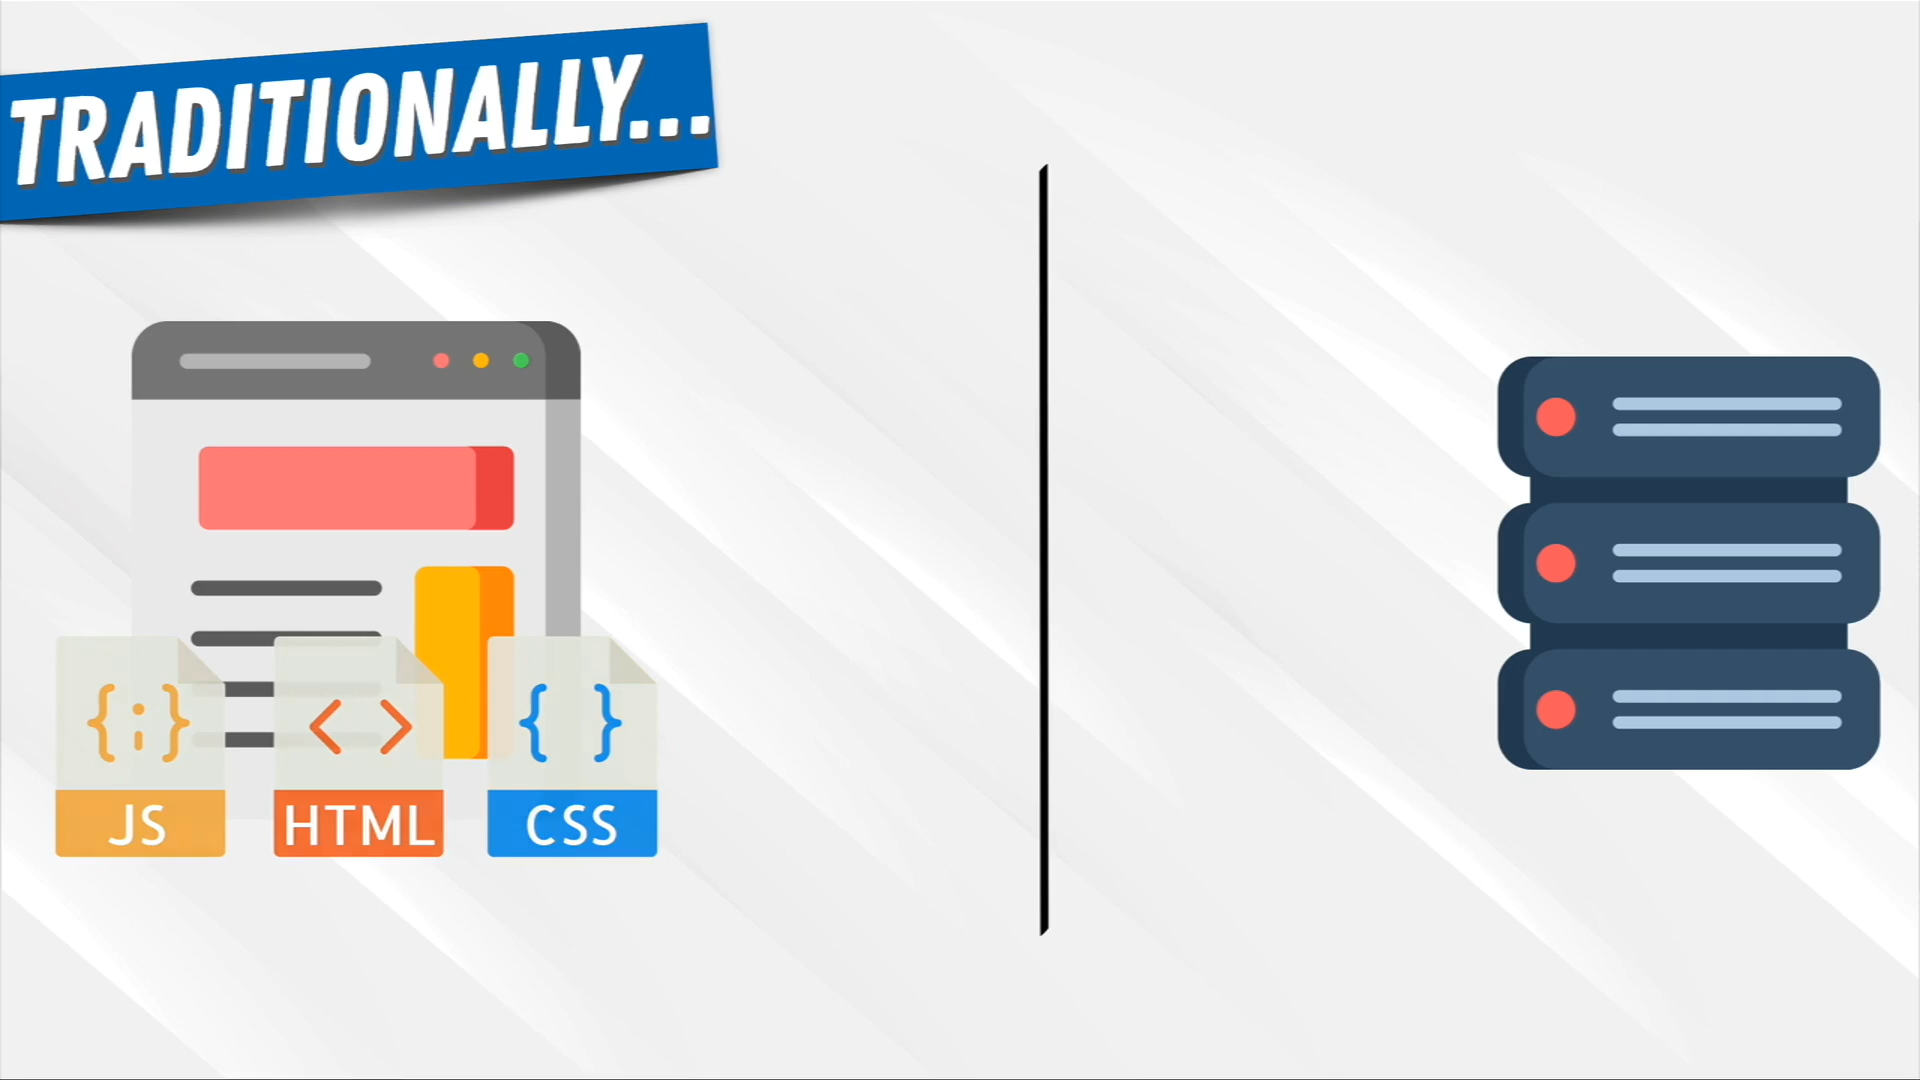 TRADITIONALLY...
{;}
< >
{ }
JS
HTML
CSS